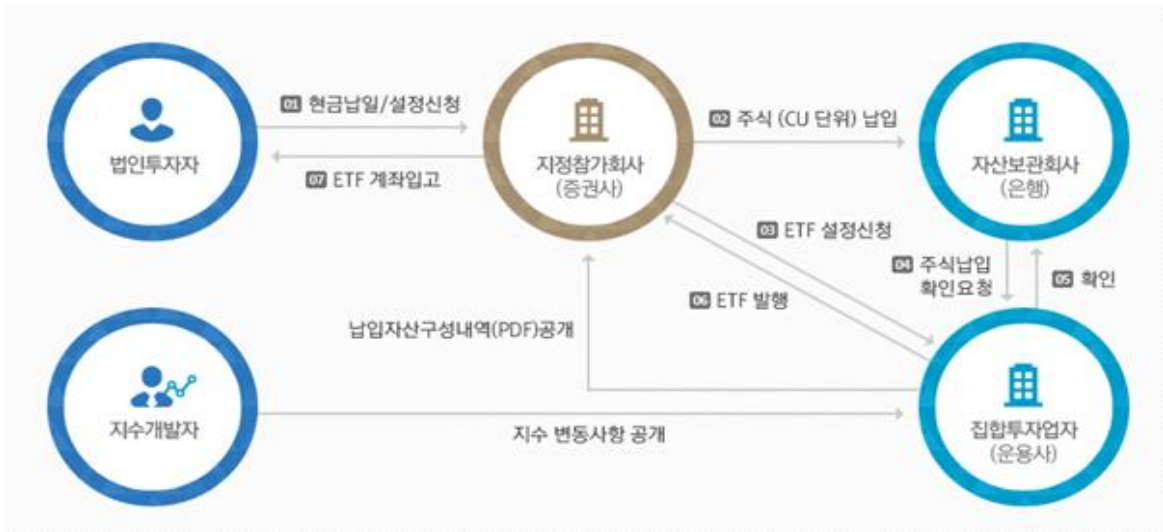 01 현금납일/설정신청
02 주식 (CU 단위) 납입
법인투자자
지정참가회사
(증권사)
자산보관회사
(은행)
07 ETF 계좌입고
03 ETF 설정신청
04 주식납입
확인요청
05 확인
06 ETF 발행
납입자산구성내역(PDF)공개
지수개발자
지수 변동사항 공개
집합투자업자
(운용사)